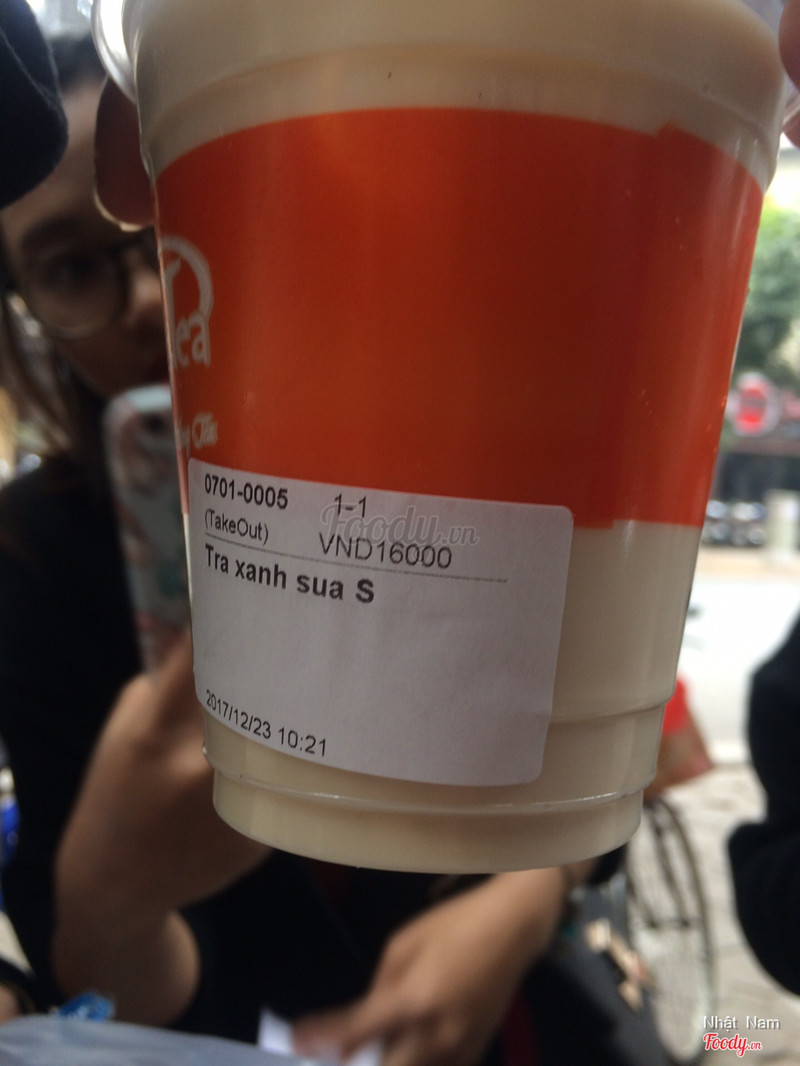 ea
0701-0005 1-1
(TakeOut) VND16000
Tra xanh sua S
2017/12/23 10:21
Foody.vn
Nhật Nam
Foody.vn